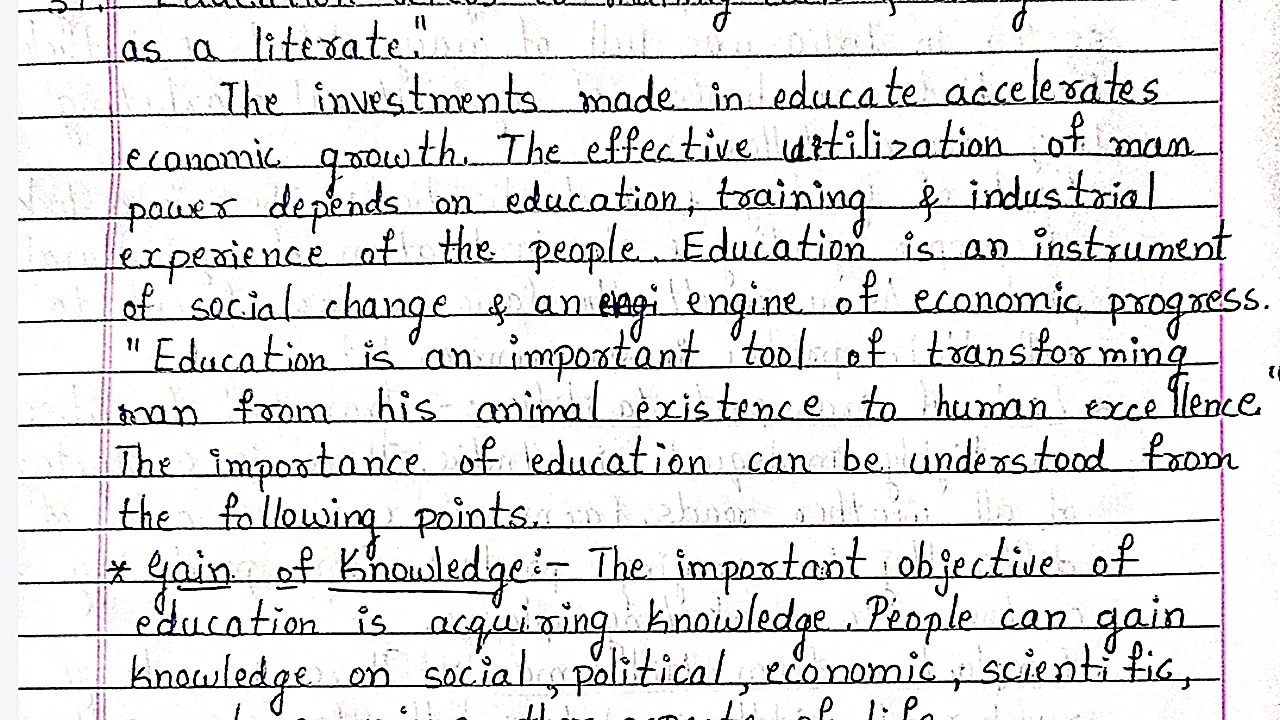 as a literate."
The investments made in educate accelerates
economic growth. The effective utilization of man
power depends on education, training & industrial
experience of the people. Education is an instrument
of social change & an engi engine of economic progress.
"Education is an important tool of transforming
man from his animal existence to human excellence."
The importance of education can be understood from
the following points.
* Gain of Knowledge:- The important objective of
education is acquiring knowledge. People can gain
knowledge on social, political, economic, scientific,